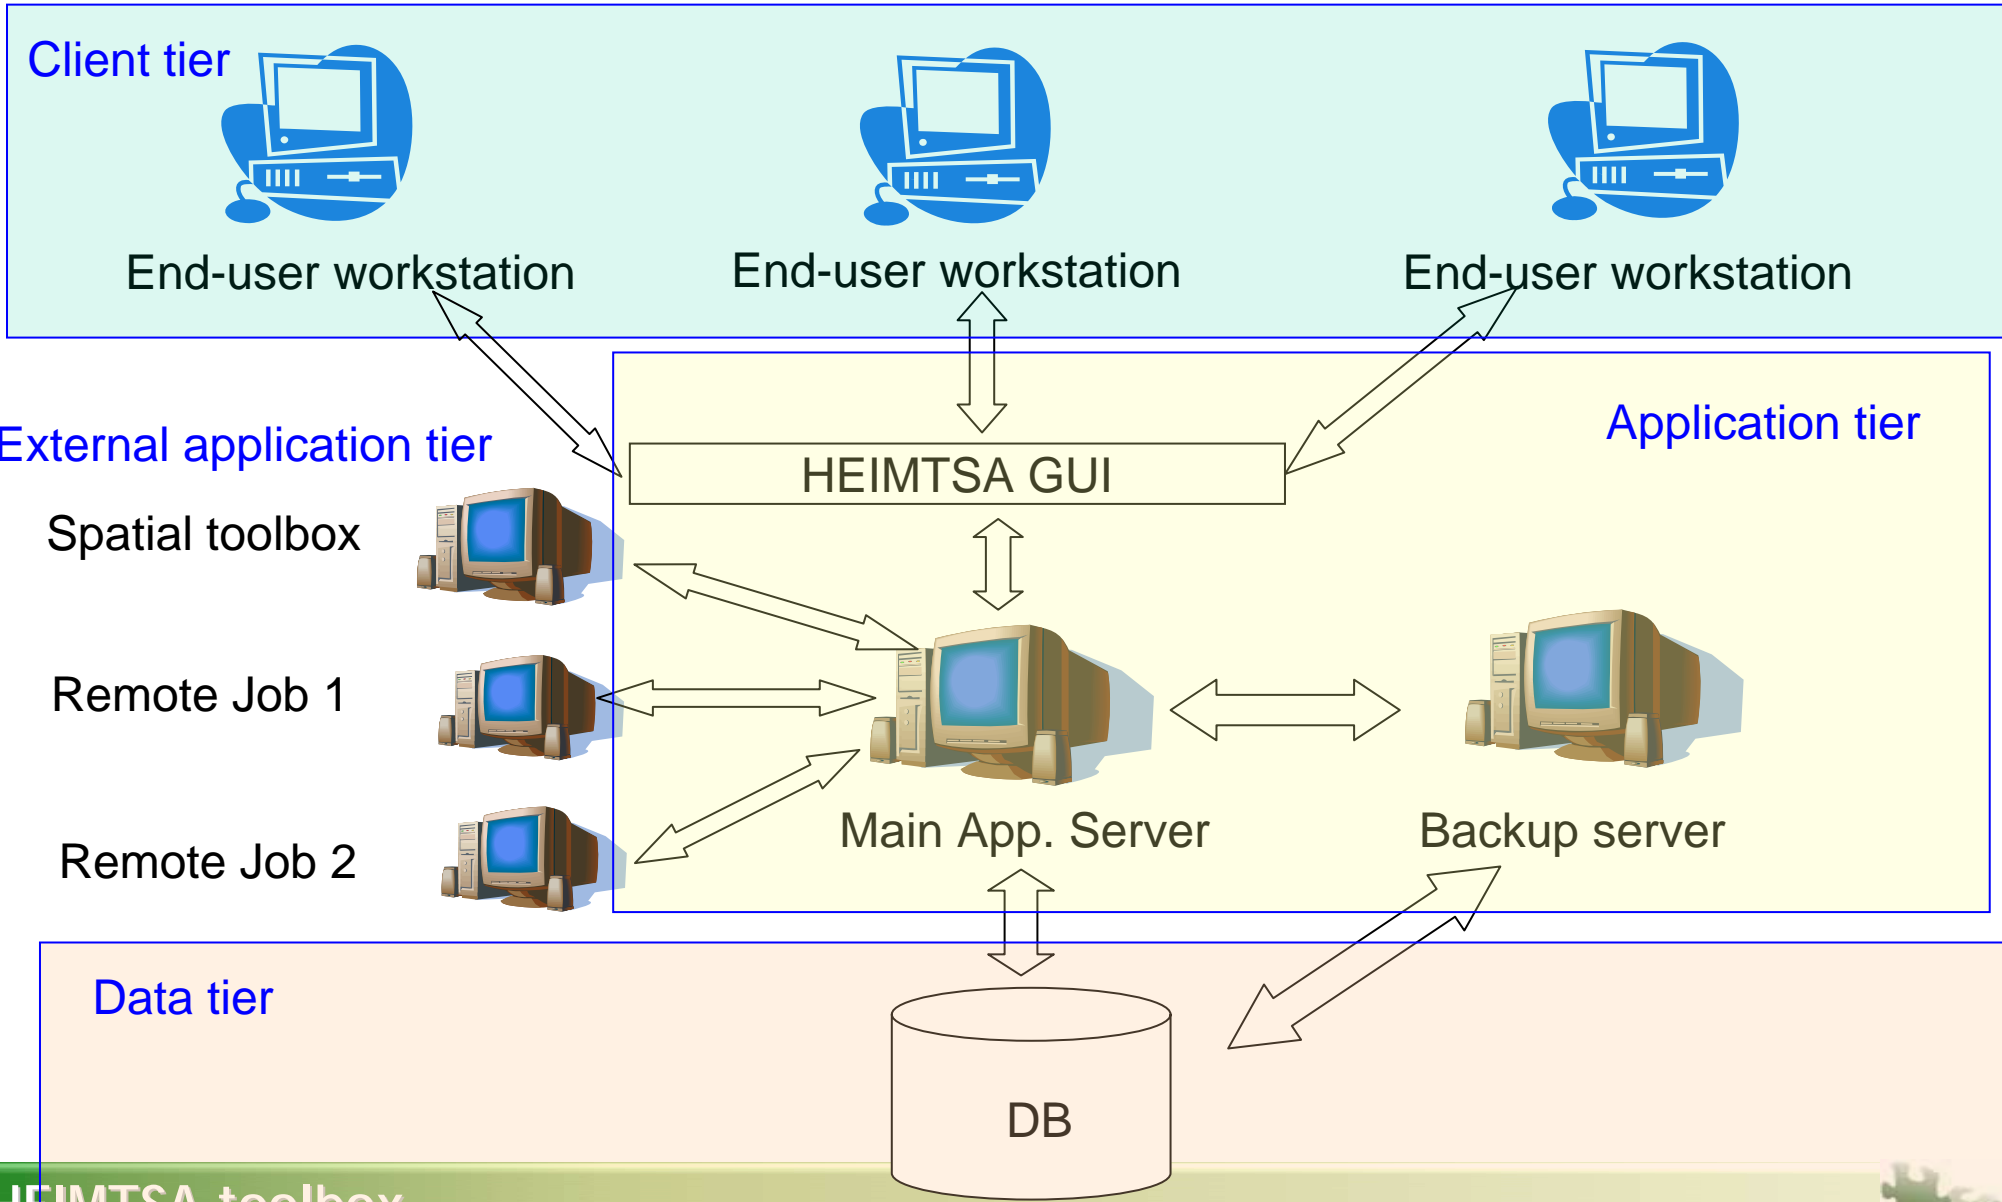 Client tier
End-user workstation
End-user workstation
End-user workstation
External application tier
Application tier
HEIMTSA GUI
Spatial toolbox
Remote Job 1
Remote Job 2
Main App. Server
Backup server
Data tier
DB